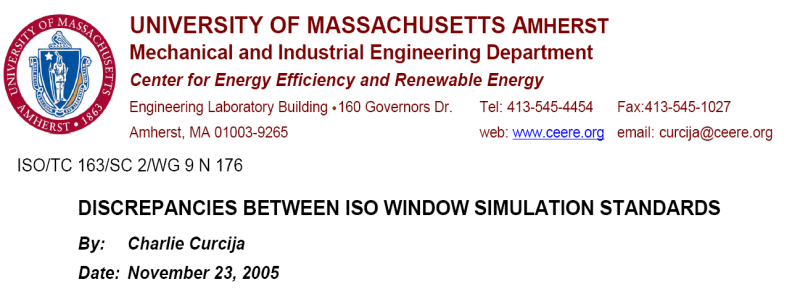 UNIVERSITY OF MASSACHUSETTS AMHERST
Mechanical and Industrial Engineering Department
Center for Energy Efficiency and Renewable Energy
Engineering Laboratory Building •160 Governors Dr. Tel: 413-545-4454 Fax:413-545-1027
Amherst, MA 01003-9265 web: www.ceere.org email: curcija@ceere.org
UNIVERSITY OF MASSACHUSETTS
AMHERST • 1863
ISO/TC 163/SC 2/WG 9 N 176
DISCREPANCIES BETWEEN ISO WINDOW SIMULATION STANDARDS
By: Charlie Curcija
Date: November 23, 2005